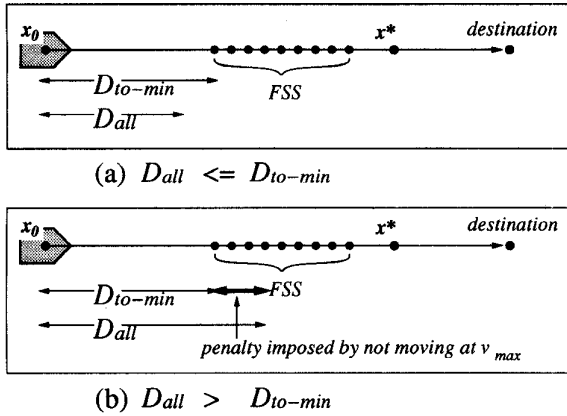 x0 x* destination
Dto-min FSS
Dall
(a) Dall <= Dto-min
x0 x* destination
Dto-min FSS
Dall
penalty imposed by not moving at v max
(b) Dall > Dto-min